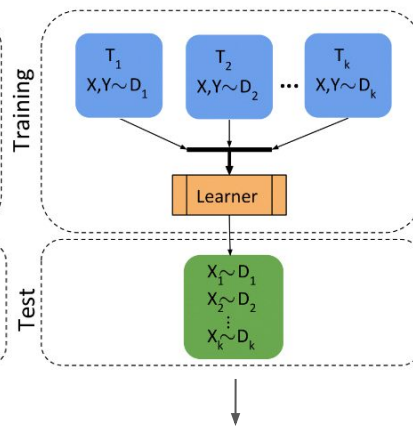 Training
T₁
X,Y~D₁
T₂
X,Y~D₂
...
Tₖ
X,Y~Dₖ
Learner
Test
X₁~D₁
X₂~D₂
⋮
Xₖ~Dₖ